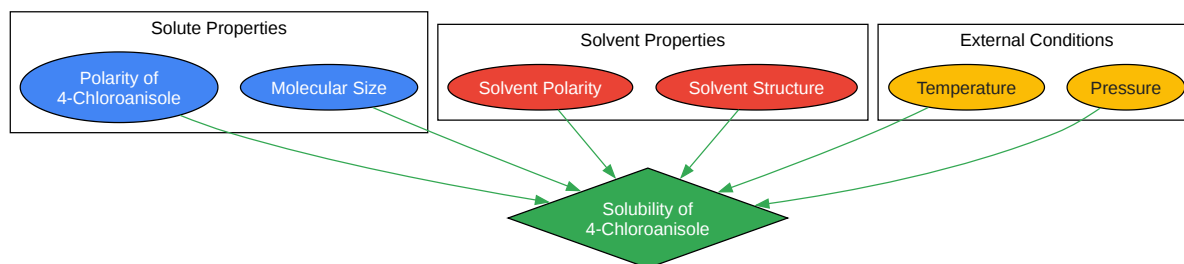 Solute Properties
Polarity of
4-Chloroanisole
Molecular Size
Solvent Properties
Solvent Polarity
Solvent Structure
External Conditions
Temperature
Pressure
Solubility of
4-Chloroanisole